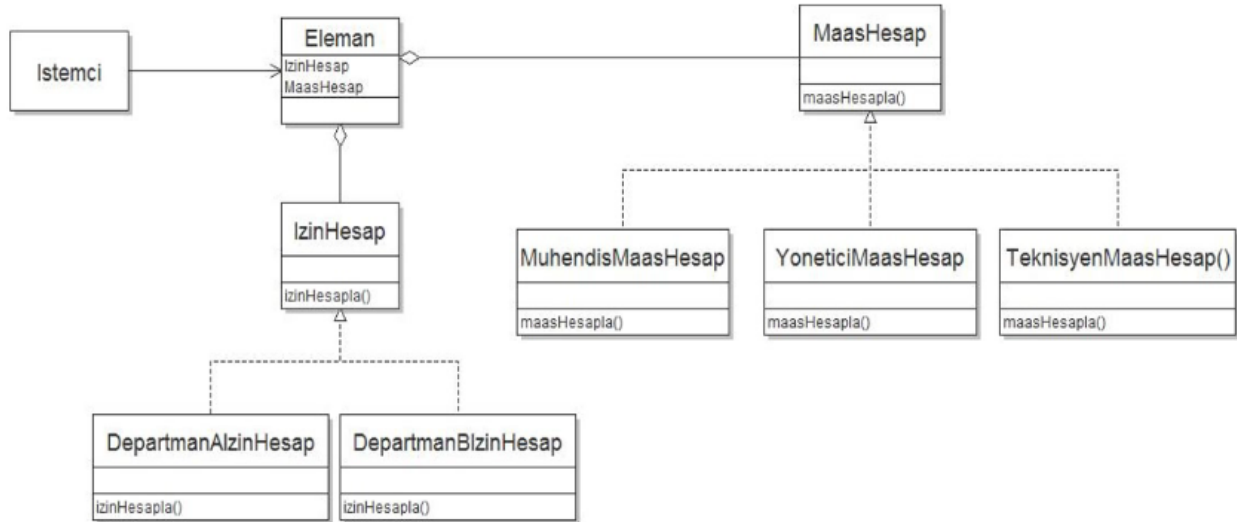 Istemci
Eleman
IzinHesap
MaasHesap
MaasHesap
maasHesapla()
IzinHesap
izinHesapla()
MuhendisMaasHesap
maasHesapla()
YoneticiMaasHesap
maasHesapla()
TeknisyenMaasHesap()
maasHesapla()
DepartmanAIzinHesap
izinHesapla()
DepartmanBIzinHesap
izinHesapla()